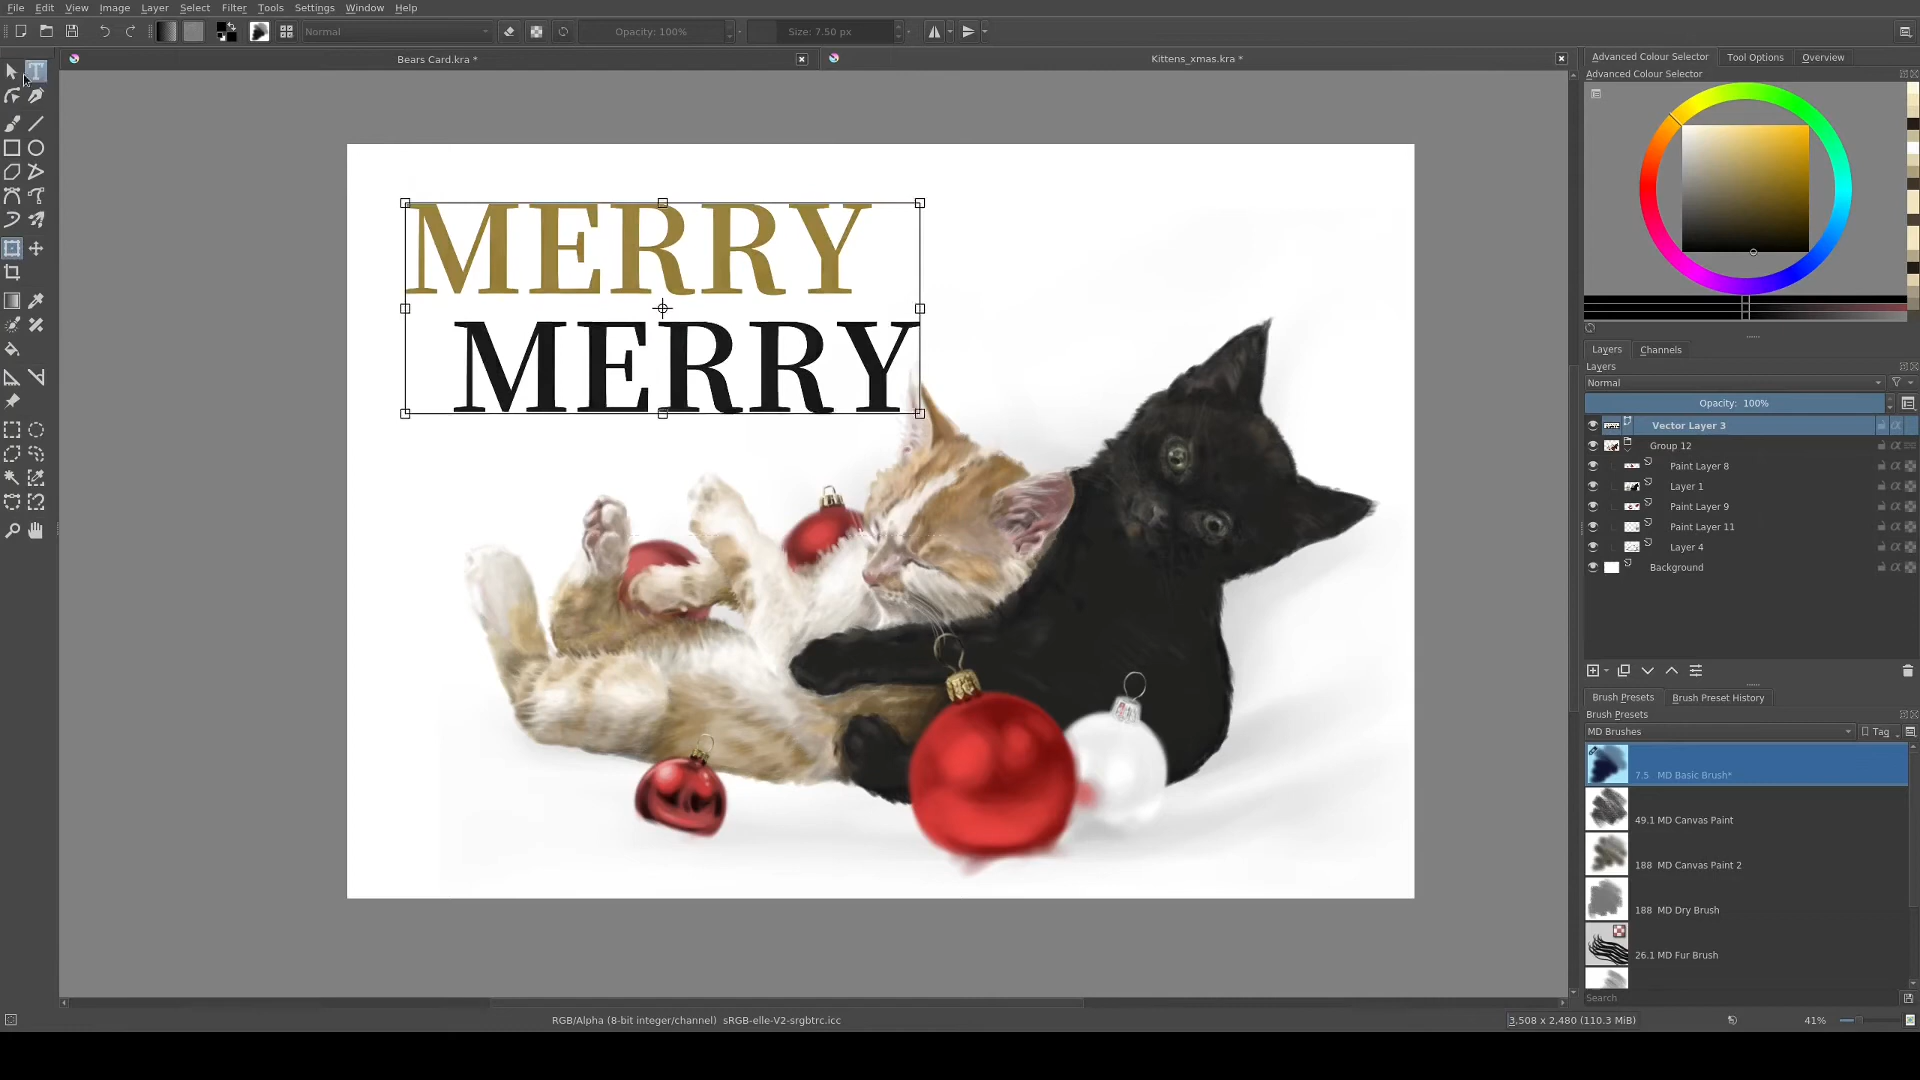 File Edit View Image Layer Select Filter Tools Settings Window Help
Normal Opacity: 100% Size: 7.50 px
Bears Card.kra * Kittens_xmas.kra *
Advanced Colour Selector Tool Options Overview
Advanced Colour Selector
MERRY
MERRY
Layers Channels
Layers
Normal
Opacity: 100%
Vector Layer 3
Group 12
Paint Layer 8
Layer 1
Paint Layer 9
Paint Layer 11
Layer 4
Background
Brush Presets Brush Preset History
Brush Presets
MD Brushes Tag
7.5 MD Basic Brush*
49.1 MD Canvas Paint
188 MD Canvas Paint 2
188 MD Dry Brush
26.1 MD Fur Brush
Search
RGB/Alpha (8-bit integer/channel) sRGB-elle-V2-srgbtrc.icc 3,508 x 2,480 (110.3 MiB) 41%